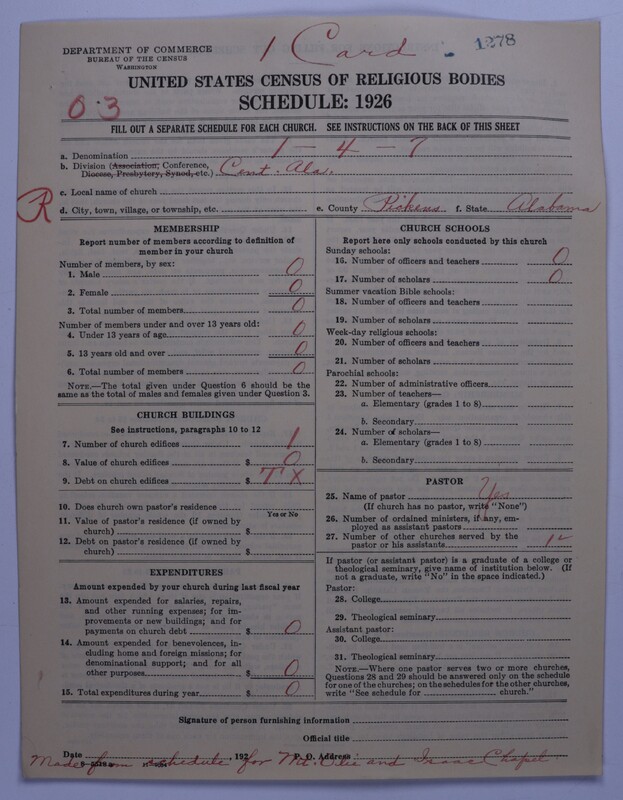 1 Card
1278
DEPARTMENT OF COMMERCE
BUREAU OF THE CENSUS
WASHINGTON
UNITED STATES CENSUS OF RELIGIOUS BODIES
SCHEDULE: 1926
0 3
FILL OUT A SEPARATE SCHEDULE FOR EACH CHURCH. SEE INSTRUCTIONS ON THE BACK OF THIS SHEET
a. Denomination 1 - 4 - 7
b. Division (Association, Conference, Diocese, Presbytery, Synod, etc.) Cent. Ala.
c. Local name of church
R
d. City, town, village, or township, etc. e. County Pickens f. State Alabama
MEMBERSHIP
Report number of members according to definition of
member in your church
Number of members, by sex:
1. Male 0
2. Female 0
3. Total number of members 0
Number of members under and over 13 years old:
4. Under 13 years of age 0
5. 13 years old and over 0
6. Total number of members 0
NOTE.—The total given under Question 6 should be the
same as the total of males and females given under Question 3.
CHURCH BUILDINGS
See instructions, paragraphs 10 to 12
7. Number of church edifices 1
8. Value of church edifices $ 0
9. Debt on church edifices $ TX
10. Does church own pastor's residence
Yes or No
11. Value of pastor's residence (if owned by
church) $
12. Debt on pastor's residence (if owned by
church) $
EXPENDITURES
Amount expended by your church during last fiscal year
13. Amount expended for salaries, repairs,
and other running expenses; for im-
provements or new buildings; and for
payments on church debt $ 0
14. Amount expended for benevolences, in-
cluding home and foreign missions; for
denominational support; and for all
other purposes $ 0
15. Total expenditures during year $ 0
CHURCH SCHOOLS
Report here only schools conducted by this church
Sunday schools:
16. Number of officers and teachers 0
17. Number of scholars 0
Summer vacation Bible schools:
18. Number of officers and teachers
19. Number of scholars
Week-day religious schools:
20. Number of officers and teachers
21. Number of scholars
Parochial schools:
22. Number of administrative officers
23. Number of teachers—
a. Elementary (grades 1 to 8)
b. Secondary
24. Number of scholars—
a. Elementary (grades 1 to 8)
b. Secondary
PASTOR
25. Name of pastor Yes
(If church has no pastor, write "None")
26. Number of ordained ministers, if any, em-
ployed as assistant pastors
27. Number of other churches served by the
pastor or his assistants
If pastor (or assistant pastor) is a graduate of a college or
theological seminary, give name of institution below. (If
not a graduate, write "No" in the space indicated.)
Pastor:
28. College
29. Theological seminary
Assistant pastor:
30. College
31. Theological seminary
NOTE.—Where one pastor serves two or more churches,
Questions 28 and 29 should be answered only on the schedule
for one of the churches; on the schedules for the other churches,
write "See schedule for church."
Signature of person furnishing information
Official title
Date , 192 P. O. Address
Made from schedule for Mt. Olie and Isaac Chapel